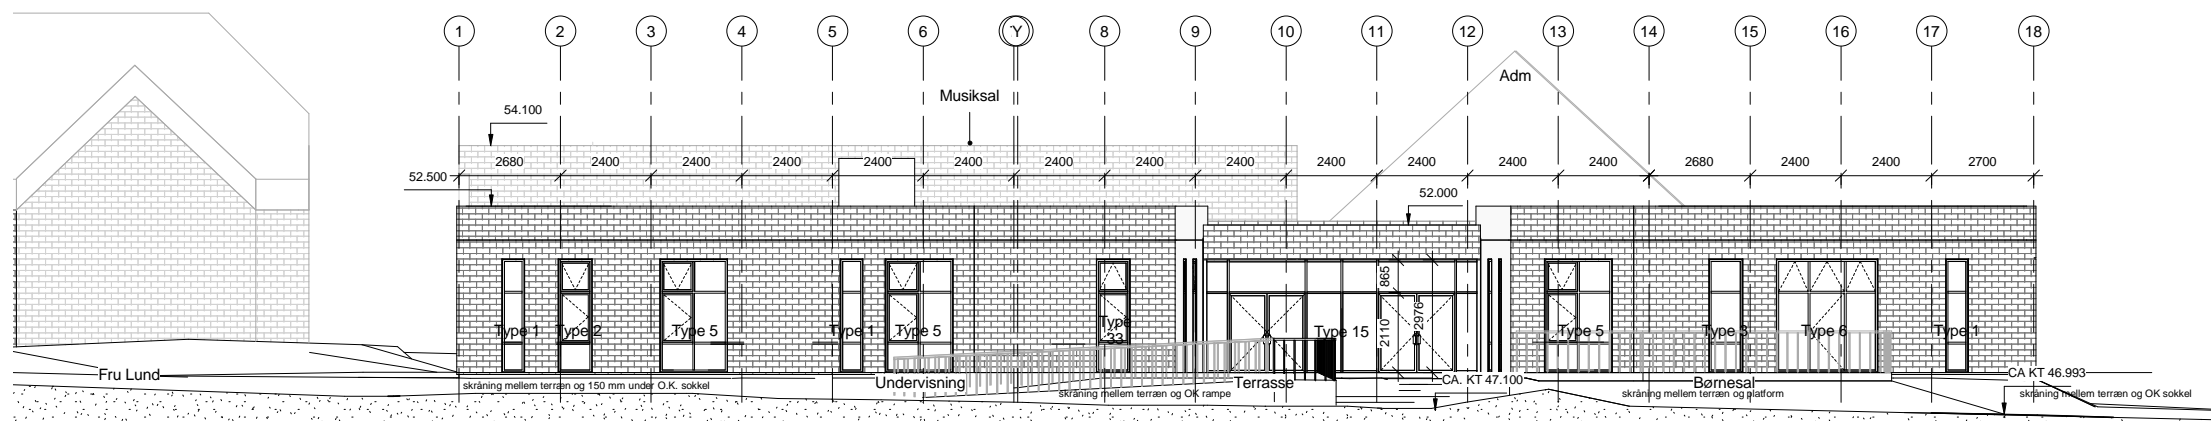 1 2 3 4 5 6 Y 8 9 10 11 12 13 14 15 16 17 18
Adm
Musiksal
54.100
2680 2400 2400 2400 2400 2400 2400 2400 2400 2400 2400 2400 2400 2680 2400 2400 2700
52.500
52.000
865
2976
2110
Type 1 Type 2 Type 5 Type 1 Type 5 Type 33 Type 15 Type 5 Type 3 Type 6 Type 1
Fru Lund
Undervisning Terrasse CA. KT 47.100 Børnesal CA KT 46.993
skråning mellem terræn og 150 mm under O.K. sokkel
skråning mellem terræn og OK rampe
skråning mellem terræn og platform
skråning mellem terræn og OK sokkel